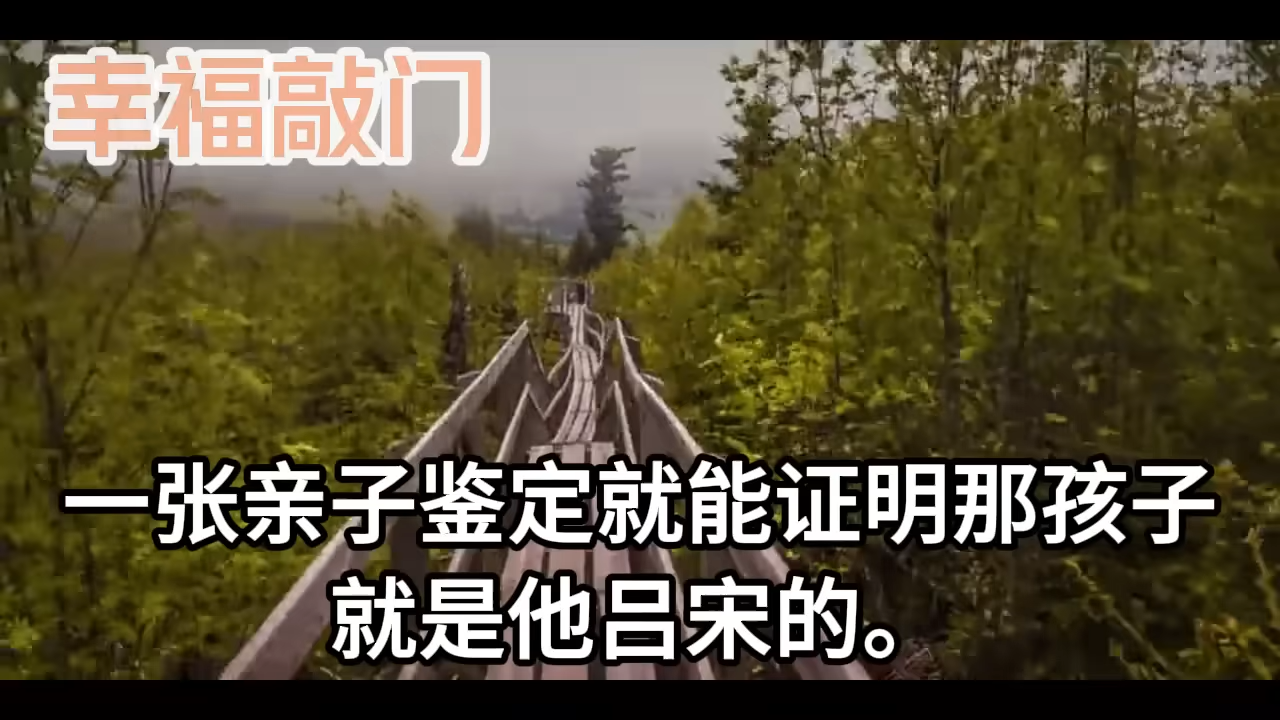 幸福敲门
一张亲子鉴定就能证明那孩子
就是他吕宋的。